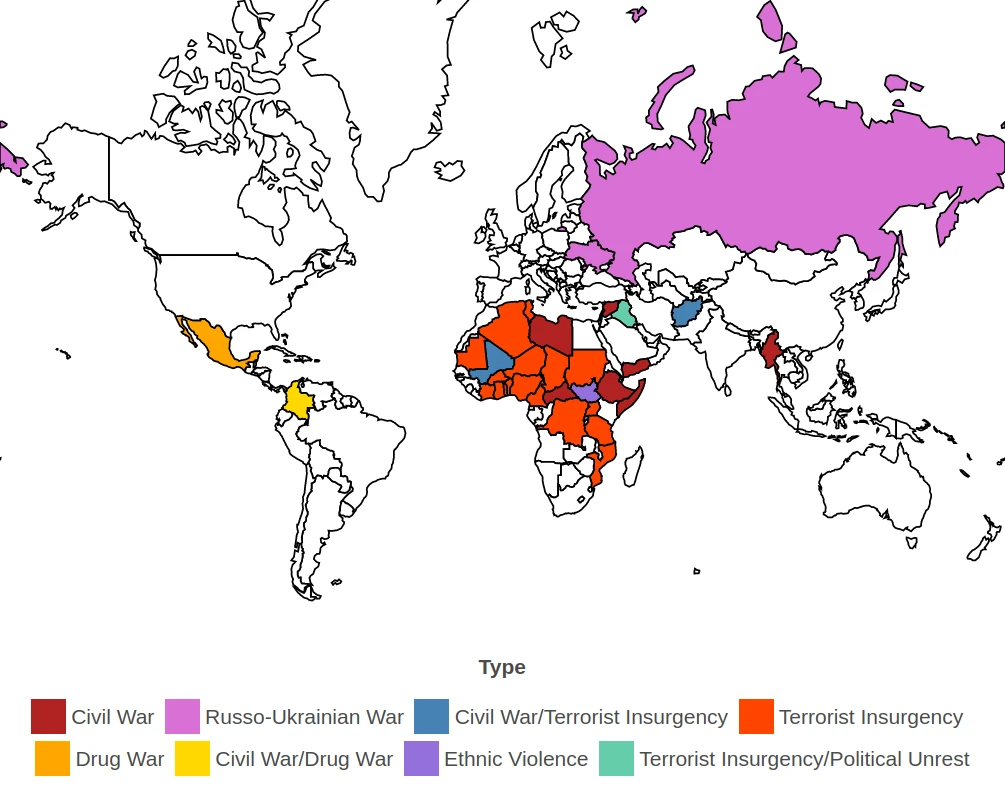 Type
Civil War Russo-Ukrainian War Civil War/Terrorist Insurgency Terrorist Insurgency
Drug War Civil War/Drug War Ethnic Violence Terrorist Insurgency/Political Unrest